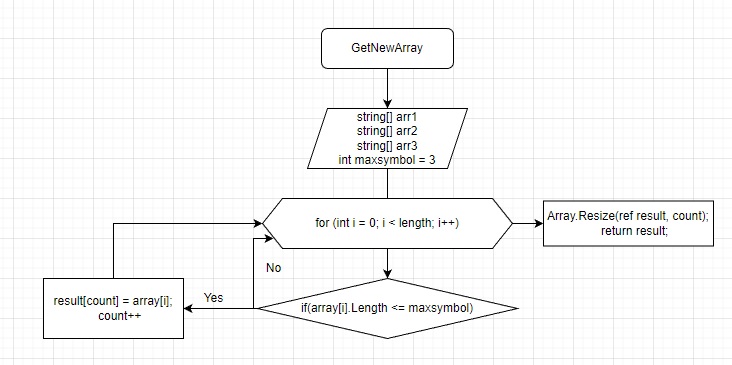 GetNewArray
string[] arr1
string[] arr2
string[] arr3
int maxsymbol = 3
for (int i = 0; i < length; i++)
Array.Resize(ref result, count);
return result;
No
if(array[i].Length <= maxsymbol)
Yes
result[count] = array[i];
count++